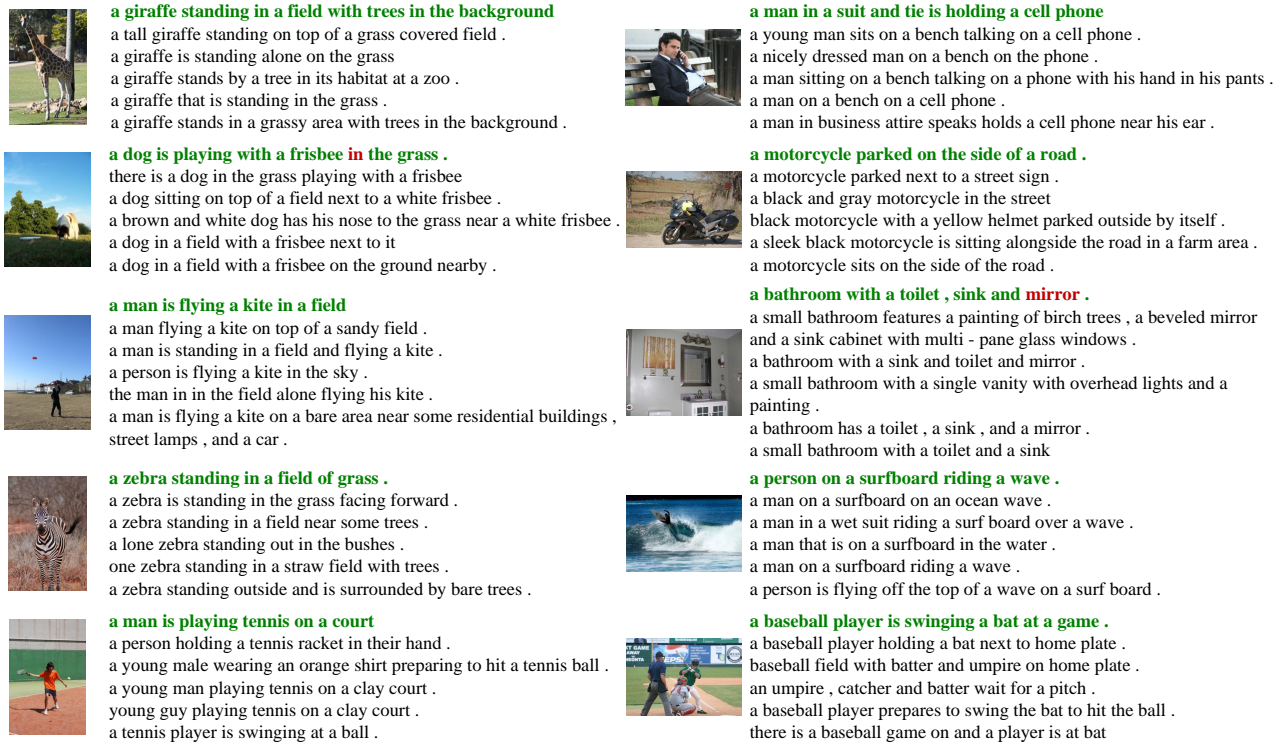 a giraffe standing in a field with trees in the background
a tall giraffe standing on top of a grass covered field .
a giraffe is standing alone on the grass
a giraffe stands by a tree in its habitat at a zoo .
a giraffe that is standing in the grass .
a giraffe stands in a grassy area with trees in the background .
a dog is playing with a frisbee in the grass .
there is a dog in the grass playing with a frisbee
a dog sitting on top of a field next to a white frisbee .
a brown and white dog has his nose to the grass near a white frisbee .
a dog in a field with a frisbee next to it
a dog in a field with a frisbee on the ground nearby .
a man is flying a kite in a field
a man flying a kite on top of a sandy field .
a man is standing in a field and flying a kite .
a person is flying a kite in the sky .
the man in in the field alone flying his kite .
a man is flying a kite on a bare area near some residential buildings ,
street lamps , and a car .
a zebra standing in a field of grass .
a zebra is standing in the grass facing forward .
a zebra standing in a field near some trees .
a lone zebra standing out in the bushes .
one zebra standing in a straw field with trees .
a zebra standing outside and is surrounded by bare trees .
a man is playing tennis on a court
a person holding a tennis racket in their hand .
a young male wearing an orange shirt preparing to hit a tennis ball .
a young man playing tennis on a clay court .
young guy playing tennis on a clay court .
a tennis player is swinging at a ball .
a man in a suit and tie is holding a cell phone
a young man sits on a bench talking on a cell phone .
a nicely dressed man on a bench on the phone .
a man sitting on a bench talking on a phone with his hand in his pants .
a man on a bench on a cell phone .
a man in business attire speaks holds a cell phone near his ear .
a motorcycle parked on the side of a road .
a motorcycle parked next to a street sign .
a black and gray motorcycle in the street
black motorcycle with a yellow helmet parked outside by itself .
a sleek black motorcycle is sitting alongside the road in a farm area .
a motorcycle sits on the side of the road .
a bathroom with a toilet , sink and mirror .
a small bathroom features a painting of birch trees , a beveled mirror
and a sink cabinet with multi - pane glass windows .
a bathroom with a sink and toilet and mirror .
a small bathroom with a single vanity with overhead lights and a
painting .
a bathroom has a toilet , a sink , and a mirror .
a small bathroom with a toilet and a sink
a person on a surfboard riding a wave .
a man on a surfboard on an ocean wave .
a man in a wet suit riding a surf board over a wave .
a man that is on a surfboard in the water .
a man on a surfboard riding a wave .
a person is flying off the top of a wave on a surf board .
a baseball player is swinging a bat at a game .
a baseball player holding a bat next to home plate .
baseball field with batter and umpire on home plate .
an umpire , catcher and batter wait for a pitch .
a baseball player prepares to swing the bat to hit the ball .
there is a baseball game on and a player is at bat